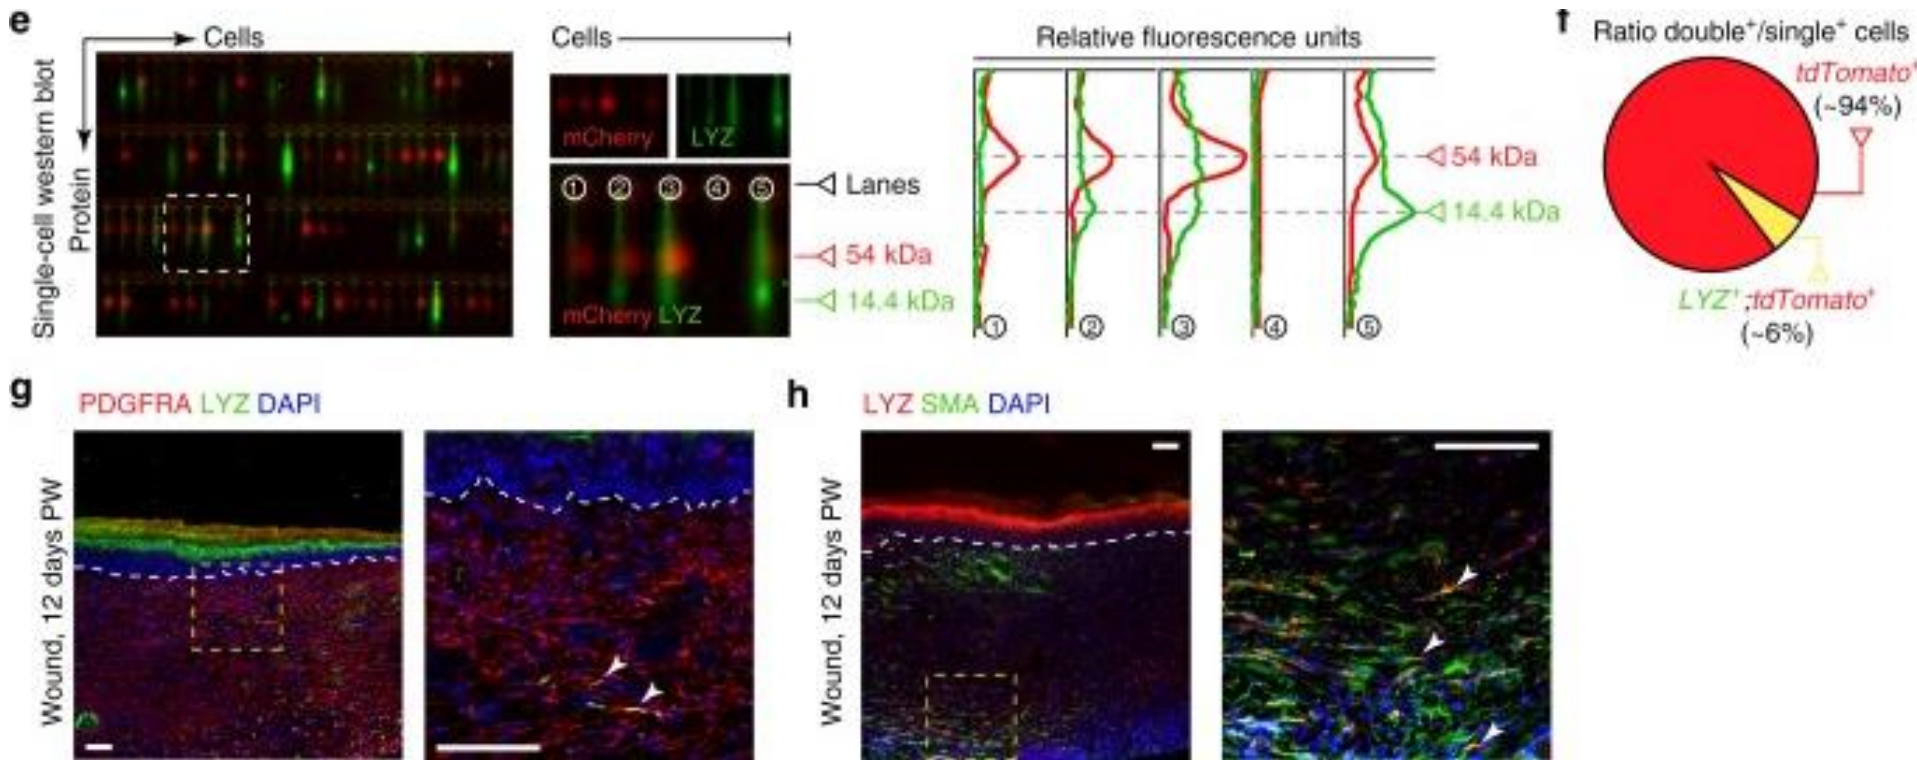 e
Cells
Single-cell western blot
Protein
Cells
mCherry
LYZ
① ② ③ ④ ⑤
Lanes
54 kDa
14.4 kDa
mCherry LYZ
Relative fluorescence units
54 kDa
14.4 kDa
① ② ③ ④ ⑤
f
Ratio double⁺/single⁺ cells
tdTomato⁺
(~94%)
LYZ⁺;tdTomato⁺
(~6%)
g
PDGFRA LYZ DAPI
Wound, 12 days PW
h
LYZ SMA DAPI
Wound, 12 days PW